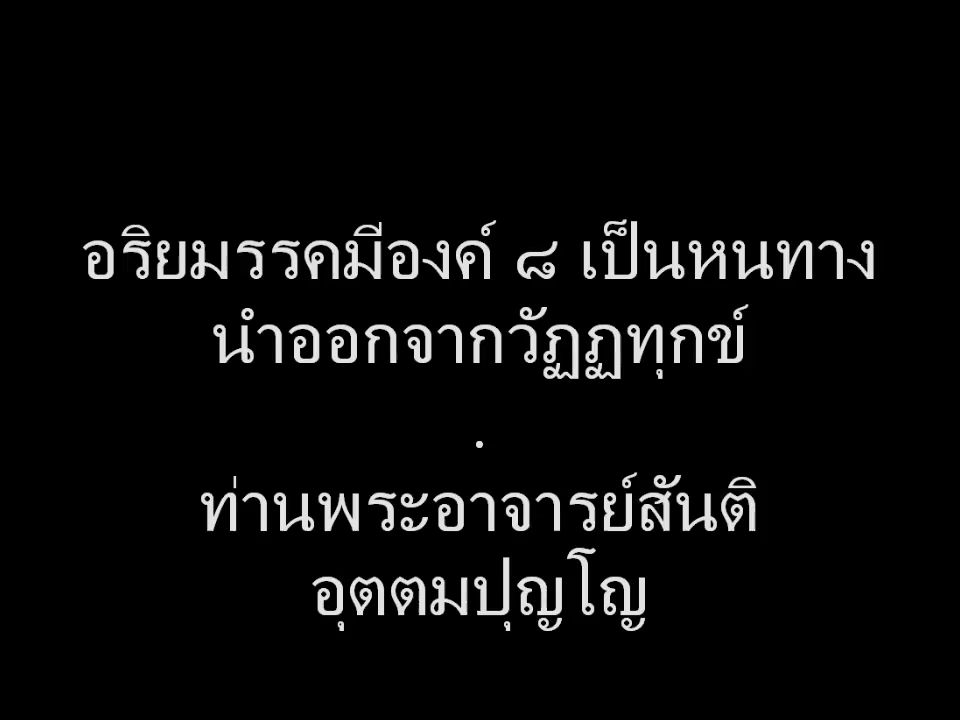 อริยมรรคมีองค์ ๘ เป็นหนทาง
นำออกจากวัฏฏทุกข์
.
ท่านพระอาจารย์สันติ
อุตตมปุญโญ